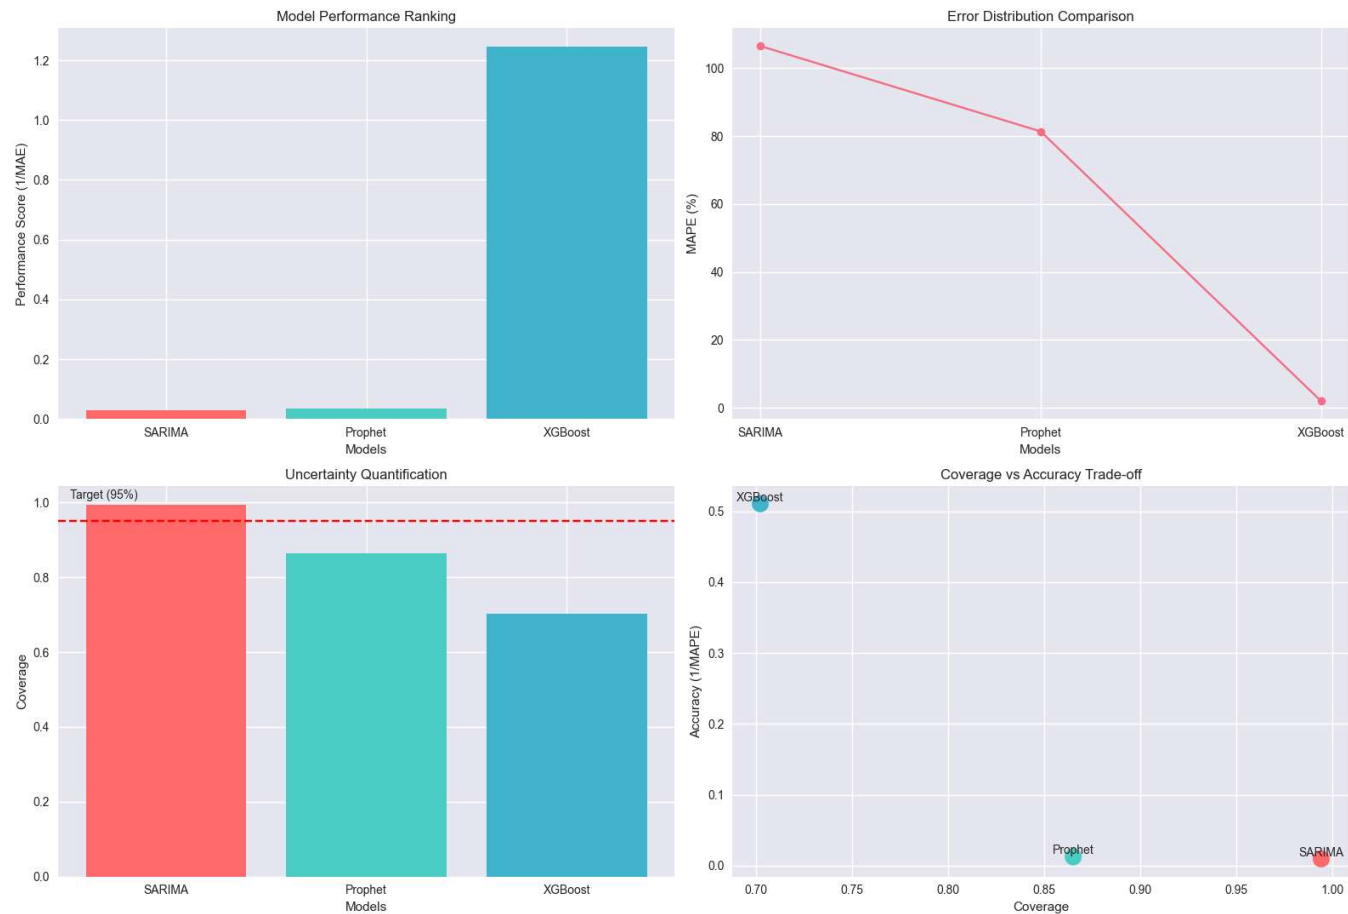 Model Performance Ranking
Performance Score (1/MAE)
1.2
1.0
0.8
0.6
0.4
0.2
0.0
SARIMA
Prophet
XGBoost
Models
Error Distribution Comparison
MAPE (%)
100
80
60
40
20
0
SARIMA
Prophet
XGBoost
Models
Uncertainty Quantification
Target (95%)
Coverage
1.0
0.8
0.6
0.4
0.2
0.0
SARIMA
Prophet
XGBoost
Models
Coverage vs Accuracy Trade-off
XGBoost
Accuracy (1/MAPE)
0.5
0.4
0.3
0.2
0.1
0.0
Prophet
SARIMA
0.70
0.75
0.80
0.85
0.90
0.95
1.00
Coverage